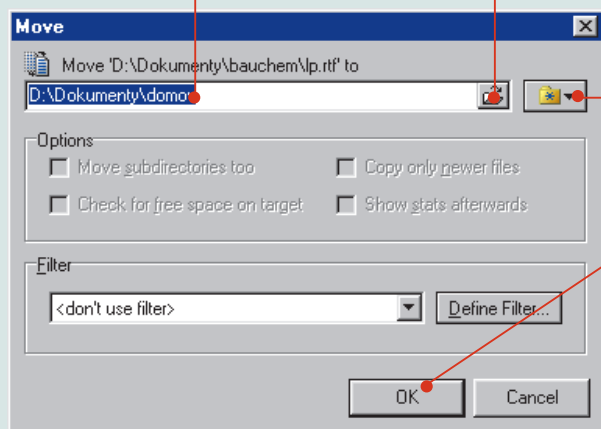 Move
Move 'D:\Dokumenty\bauchem\lp.rtf' to
D:\Dokumenty\domov
Options
Move subdirectories too
Copy only newer files
Check for free space on target
Show stats afterwards
Filter
<don't use filter>
Define Filter...
OK
Cancel